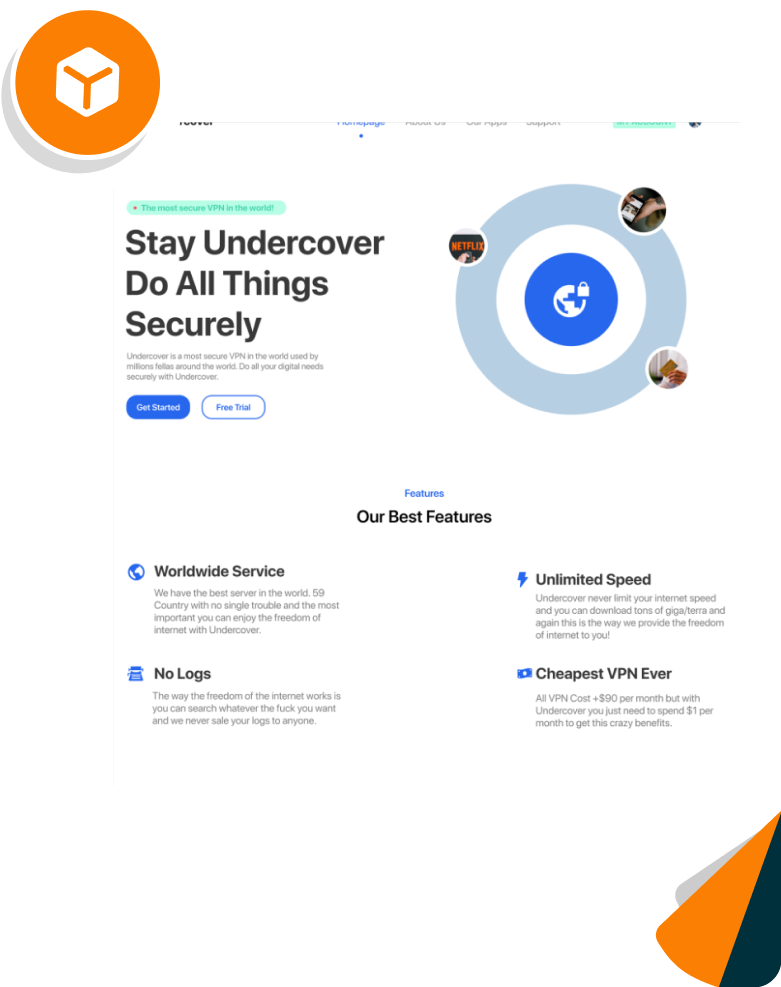 Homepage About Us Our Apps Support MY ACCOUNT
The most secure VPN in the world!
Stay Undercover
Do All Things
Securely
Undercover is a most secure VPN in the world used by
millions fellas around the world. Do all your digital needs
securely with Undercover.
Get Started Free Trial
NETFLIX
Features
Our Best Features
Worldwide Service
We have the best server in the world. 59
Country with no single trouble and the most
important you can enjoy the freedom of
internet with Undercover.
Unlimited Speed
Undercover never limit your internet speed
and you can download tons of giga/terra and
again this is the way we provide the freedom
of internet to you!
No Logs
The way the freedom of the internet works is
you can search whatever the fuck you want
and we never sale your logs to anyone.
Cheapest VPN Ever
All VPN Cost +$90 per month but with
Undercover you just need to spend $1 per
month to get this crazy benefits.